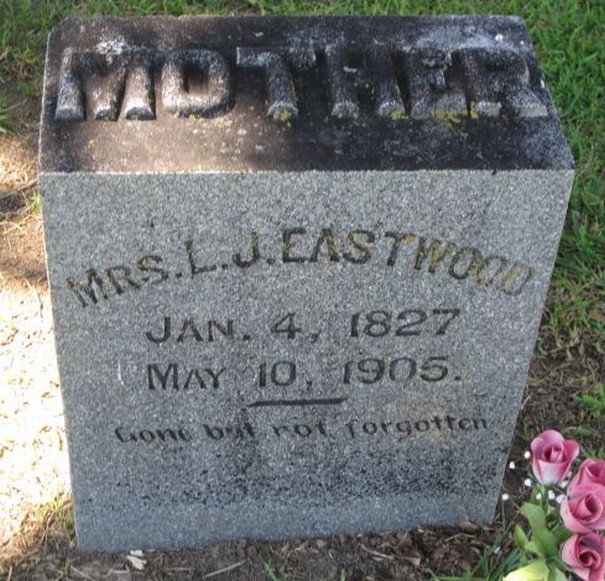 MOTHER
MRS. L. J. EASTWOOD
JAN. 4, 1827
MAY 10, 1905.
Gone but not forgotten